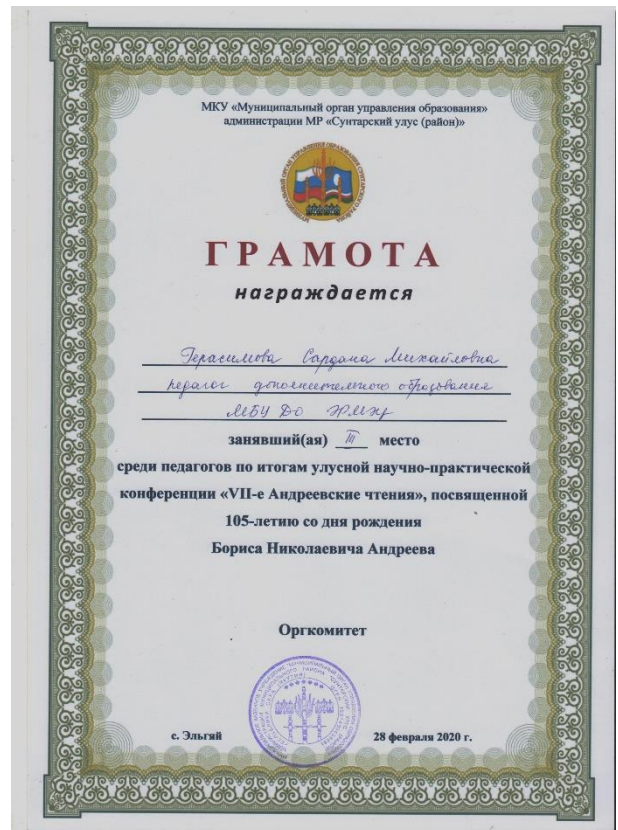 МКУ «Муниципальный орган управления образования»
администрации МР «Сунтарский улус (район)»
ГРАМОТА
награждается
Герасимова Сардана Михайловна
педагог дополнительного образования
МБУ ДО
занявший(ая) III место
среди педагогов по итогам улусной научно-практической
конференции «VII-е Андреевские чтения», посвященной
105-летию со дня рождения
Бориса Николаевича Андреева
Оргкомитет
с. Эльгяй 28 февраля 2020 г.